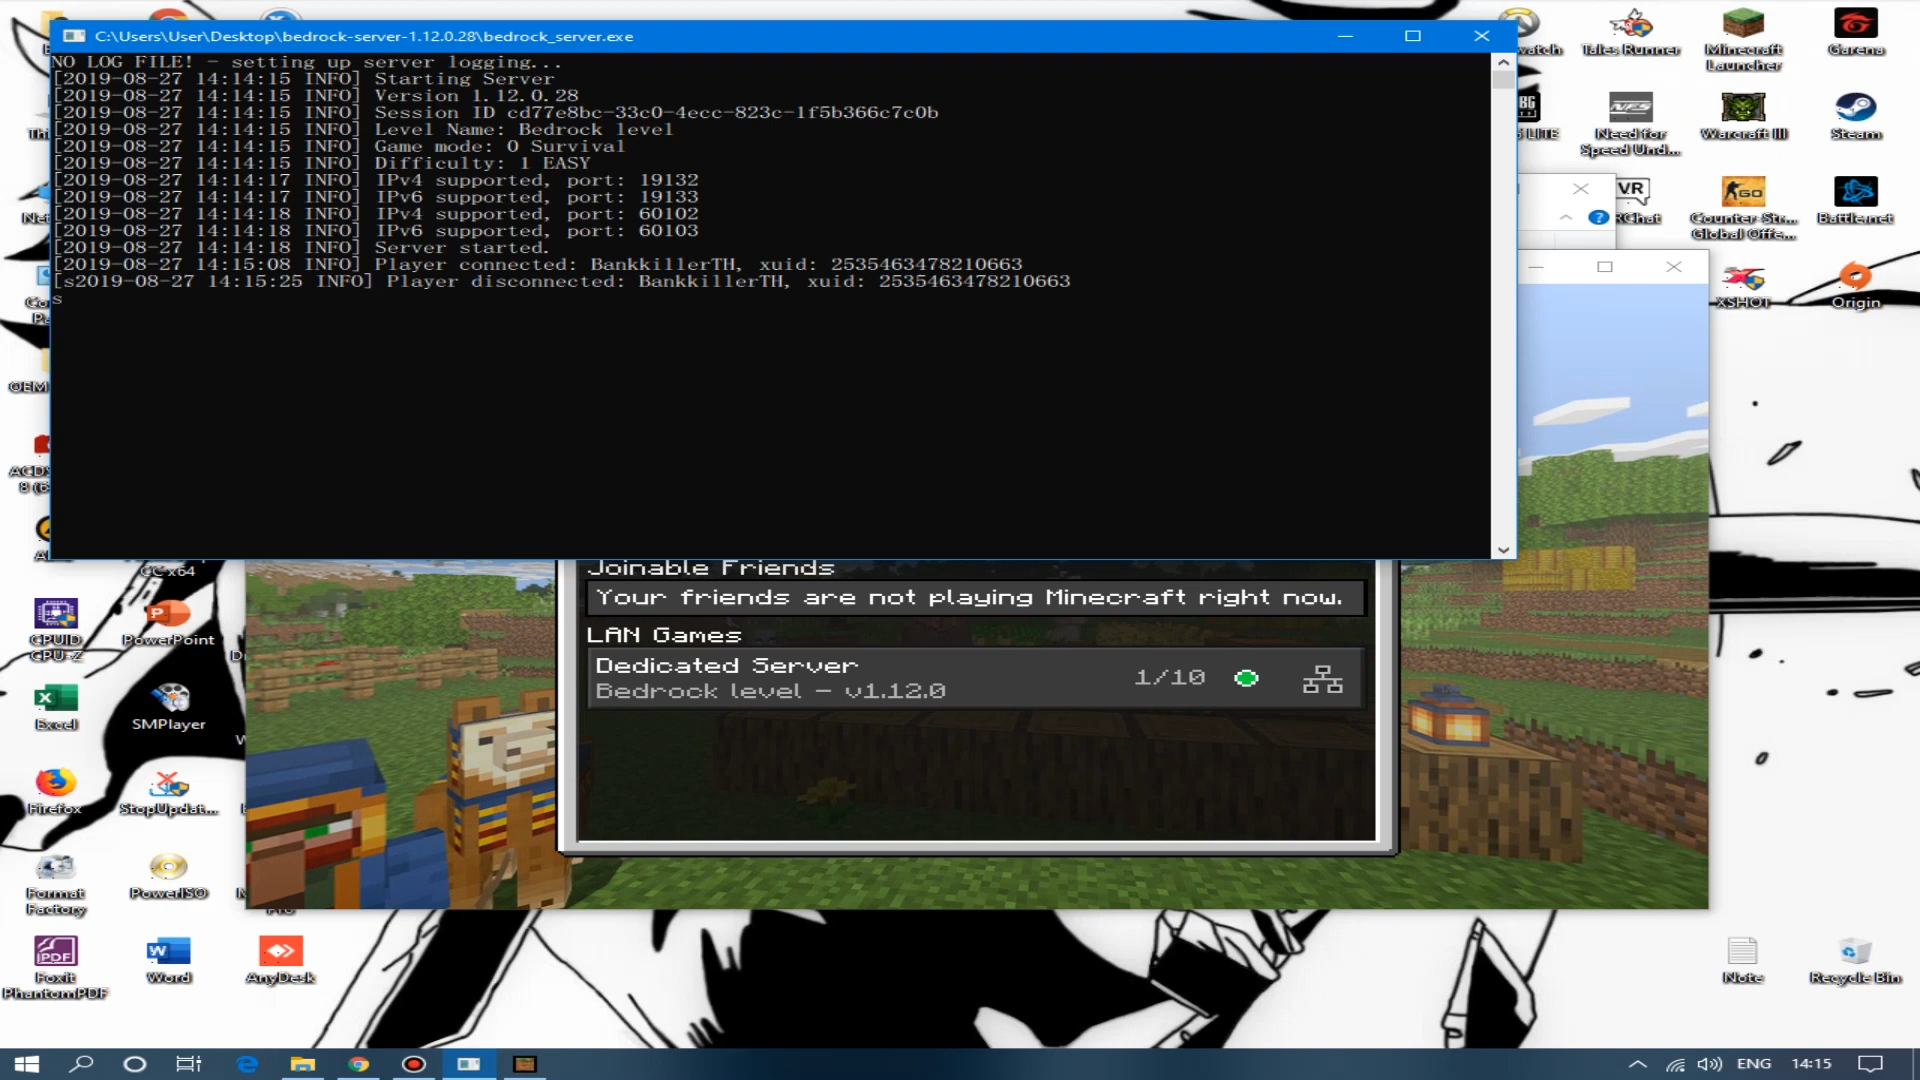 C:\Users\User\Desktop\bedrock-server-1.12.0.28\bedrock_server.exe
NO LOG FILE! - setting up server logging...
[2019-08-27 14:14:15 INFO] Starting Server
[2019-08-27 14:14:15 INFO] Version 1.12.0.28
[2019-08-27 14:14:15 INFO] Session ID cd77e8bc-33c0-4ecc-823c-1f5b366c7c0b
[2019-08-27 14:14:15 INFO] Level Name: Bedrock level
[2019-08-27 14:14:15 INFO] Game mode: 0 Survival
[2019-08-27 14:14:15 INFO] Difficulty: 1 EASY
[2019-08-27 14:14:17 INFO] IPv4 supported, port: 19132
[2019-08-27 14:14:17 INFO] IPv6 supported, port: 19133
[2019-08-27 14:14:18 INFO] IPv4 supported, port: 60102
[2019-08-27 14:14:18 INFO] IPv6 supported, port: 60103
[2019-08-27 14:14:18 INFO] Server started.
[2019-08-27 14:15:08 INFO] Player connected: BankkillerTH, xuid: 2535463478210663
[s2019-08-27 14:15:25 INFO] Player disconnected: BankkillerTH, xuid: 2535463478210663
s
Joinable Friends
Your friends are not playing Minecraft right now.
LAN Games
Dedicated Server
Bedrock level - v1.12.0
1/10
Tales Runner
Minecraft
Launcher
Garena
LITE
Need for
Speed Und...
Warcraft III
Steam
Counter-Str...
Global Offe...
Battle.net
XSHOT
Origin
CC x64
CPUID
CPU-Z
PowerPoint
Excel
SMPlayer
Firefox
StopUpdat...
Format
Factory
PowerISO
Pro
Foxit
PhantomPDF
Word
AnyDesk
Note
Recycle Bin
ENG
14:15